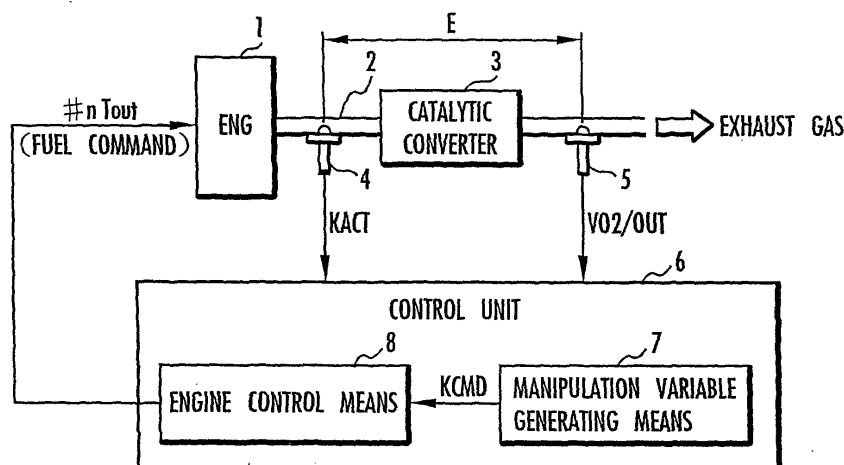 1
E
2
3
#n Tout
(FUEL COMMAND)
ENG
CATALYTIC
CONVERTER
EXHAUST GAS
4
5
KACT
VO2/OUT
6
CONTROL UNIT
8
7
ENGINE CONTROL MEANS
KCMD
MANIPULATION VARIABLE
GENERATING MEANS